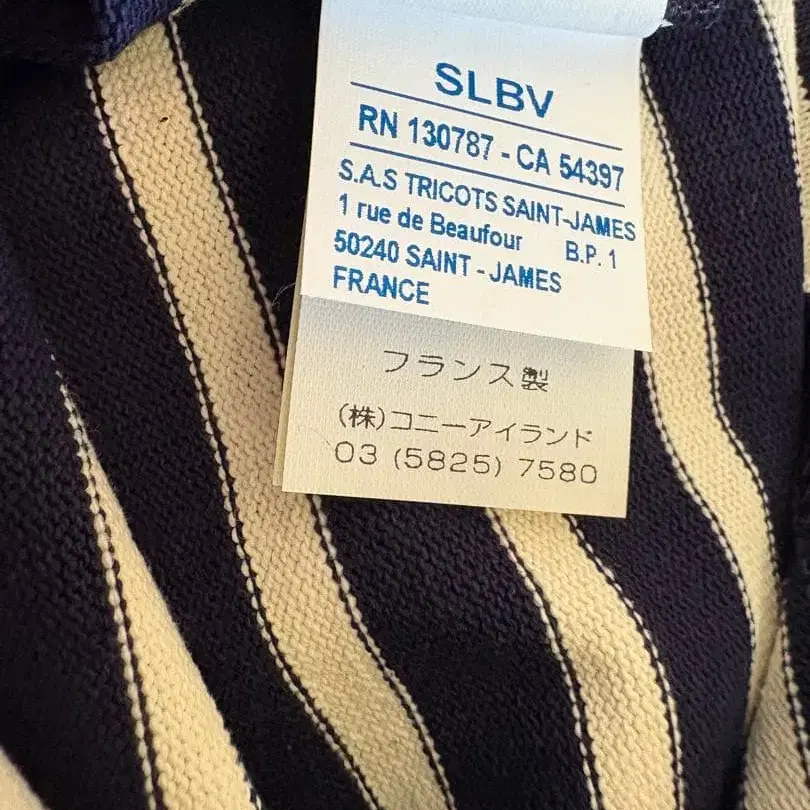 SLBV
RN 130787 - CA 54397
S.A.S TRICOTS SAINT-JAMES
1 rue de Beaufour B.P. 1
50240 SAINT - JAMES
FRANCE
フランス製
(株)コニーアイランド
03 (5825) 7580